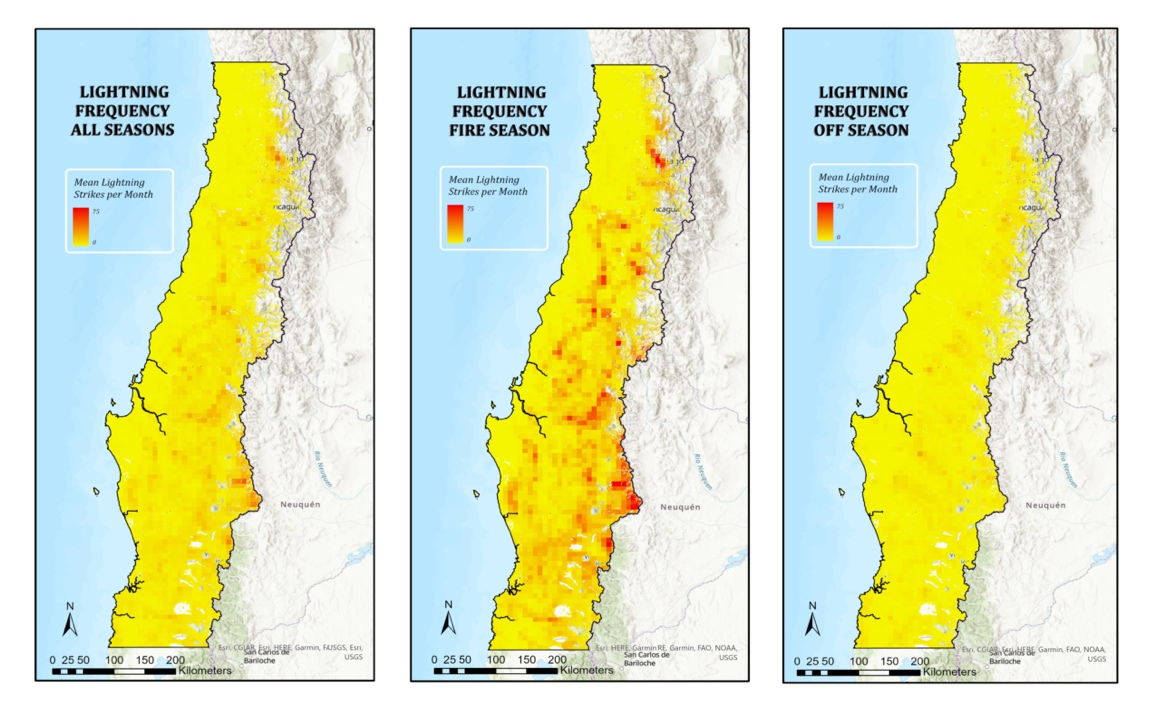 LIGHTNING
FREQUENCY
ALL SEASONS
Mean Lightning
Strikes per Month
75
0
Río Neuquén
Neuquén
N
Esri, CGIAR, Esri, HERE, Garmin, FAO,
USGS
San Carlos de
Bariloche
0 25 50 100 150 200
Kilometers
LIGHTNING
FREQUENCY
FIRE SEASON
Mean Lightning
Strikes per Month
75
0
Río Neuquén
Neuquén
N
Esri, HERE, Garmin, FAO, NOAA,
USGS
San Carlos de
Bariloche
0 25 50 100 150 200
Kilometers
LIGHTNING
FREQUENCY
OFF SEASON
Mean Lightning
Strikes per Month
75
0
Neuquén
N
Esri, CGIAR, Esri, HERE, Garmin, FAO, NOAA,
USGS
San Carlos de
Bariloche
0 25 50 100 150 200
Kilometers